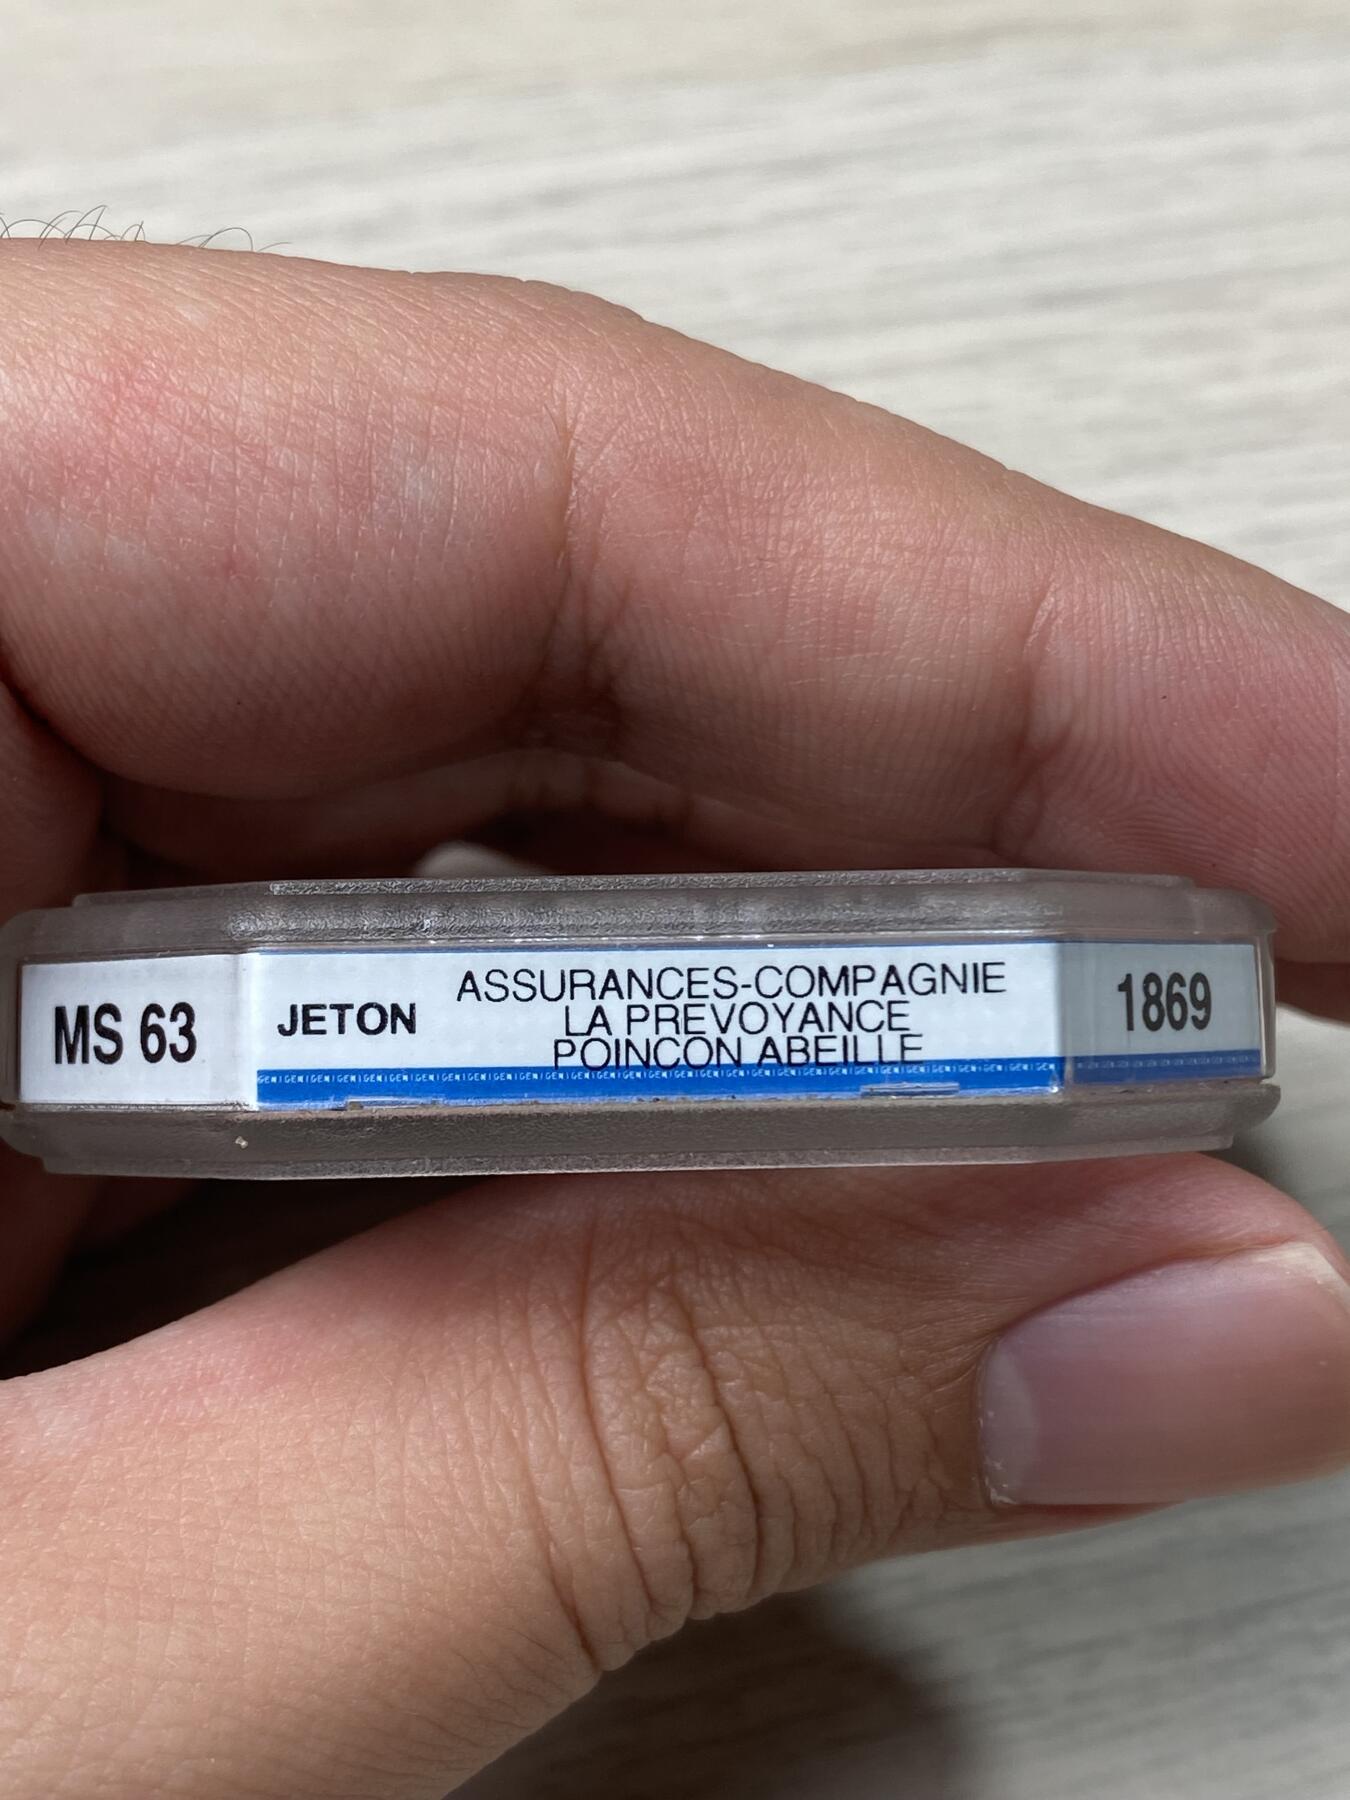 MS 63
JETON
ASSURANCES-COMPAGNIE
LA PREVOYANCE
POINCON ABEILLE
1869